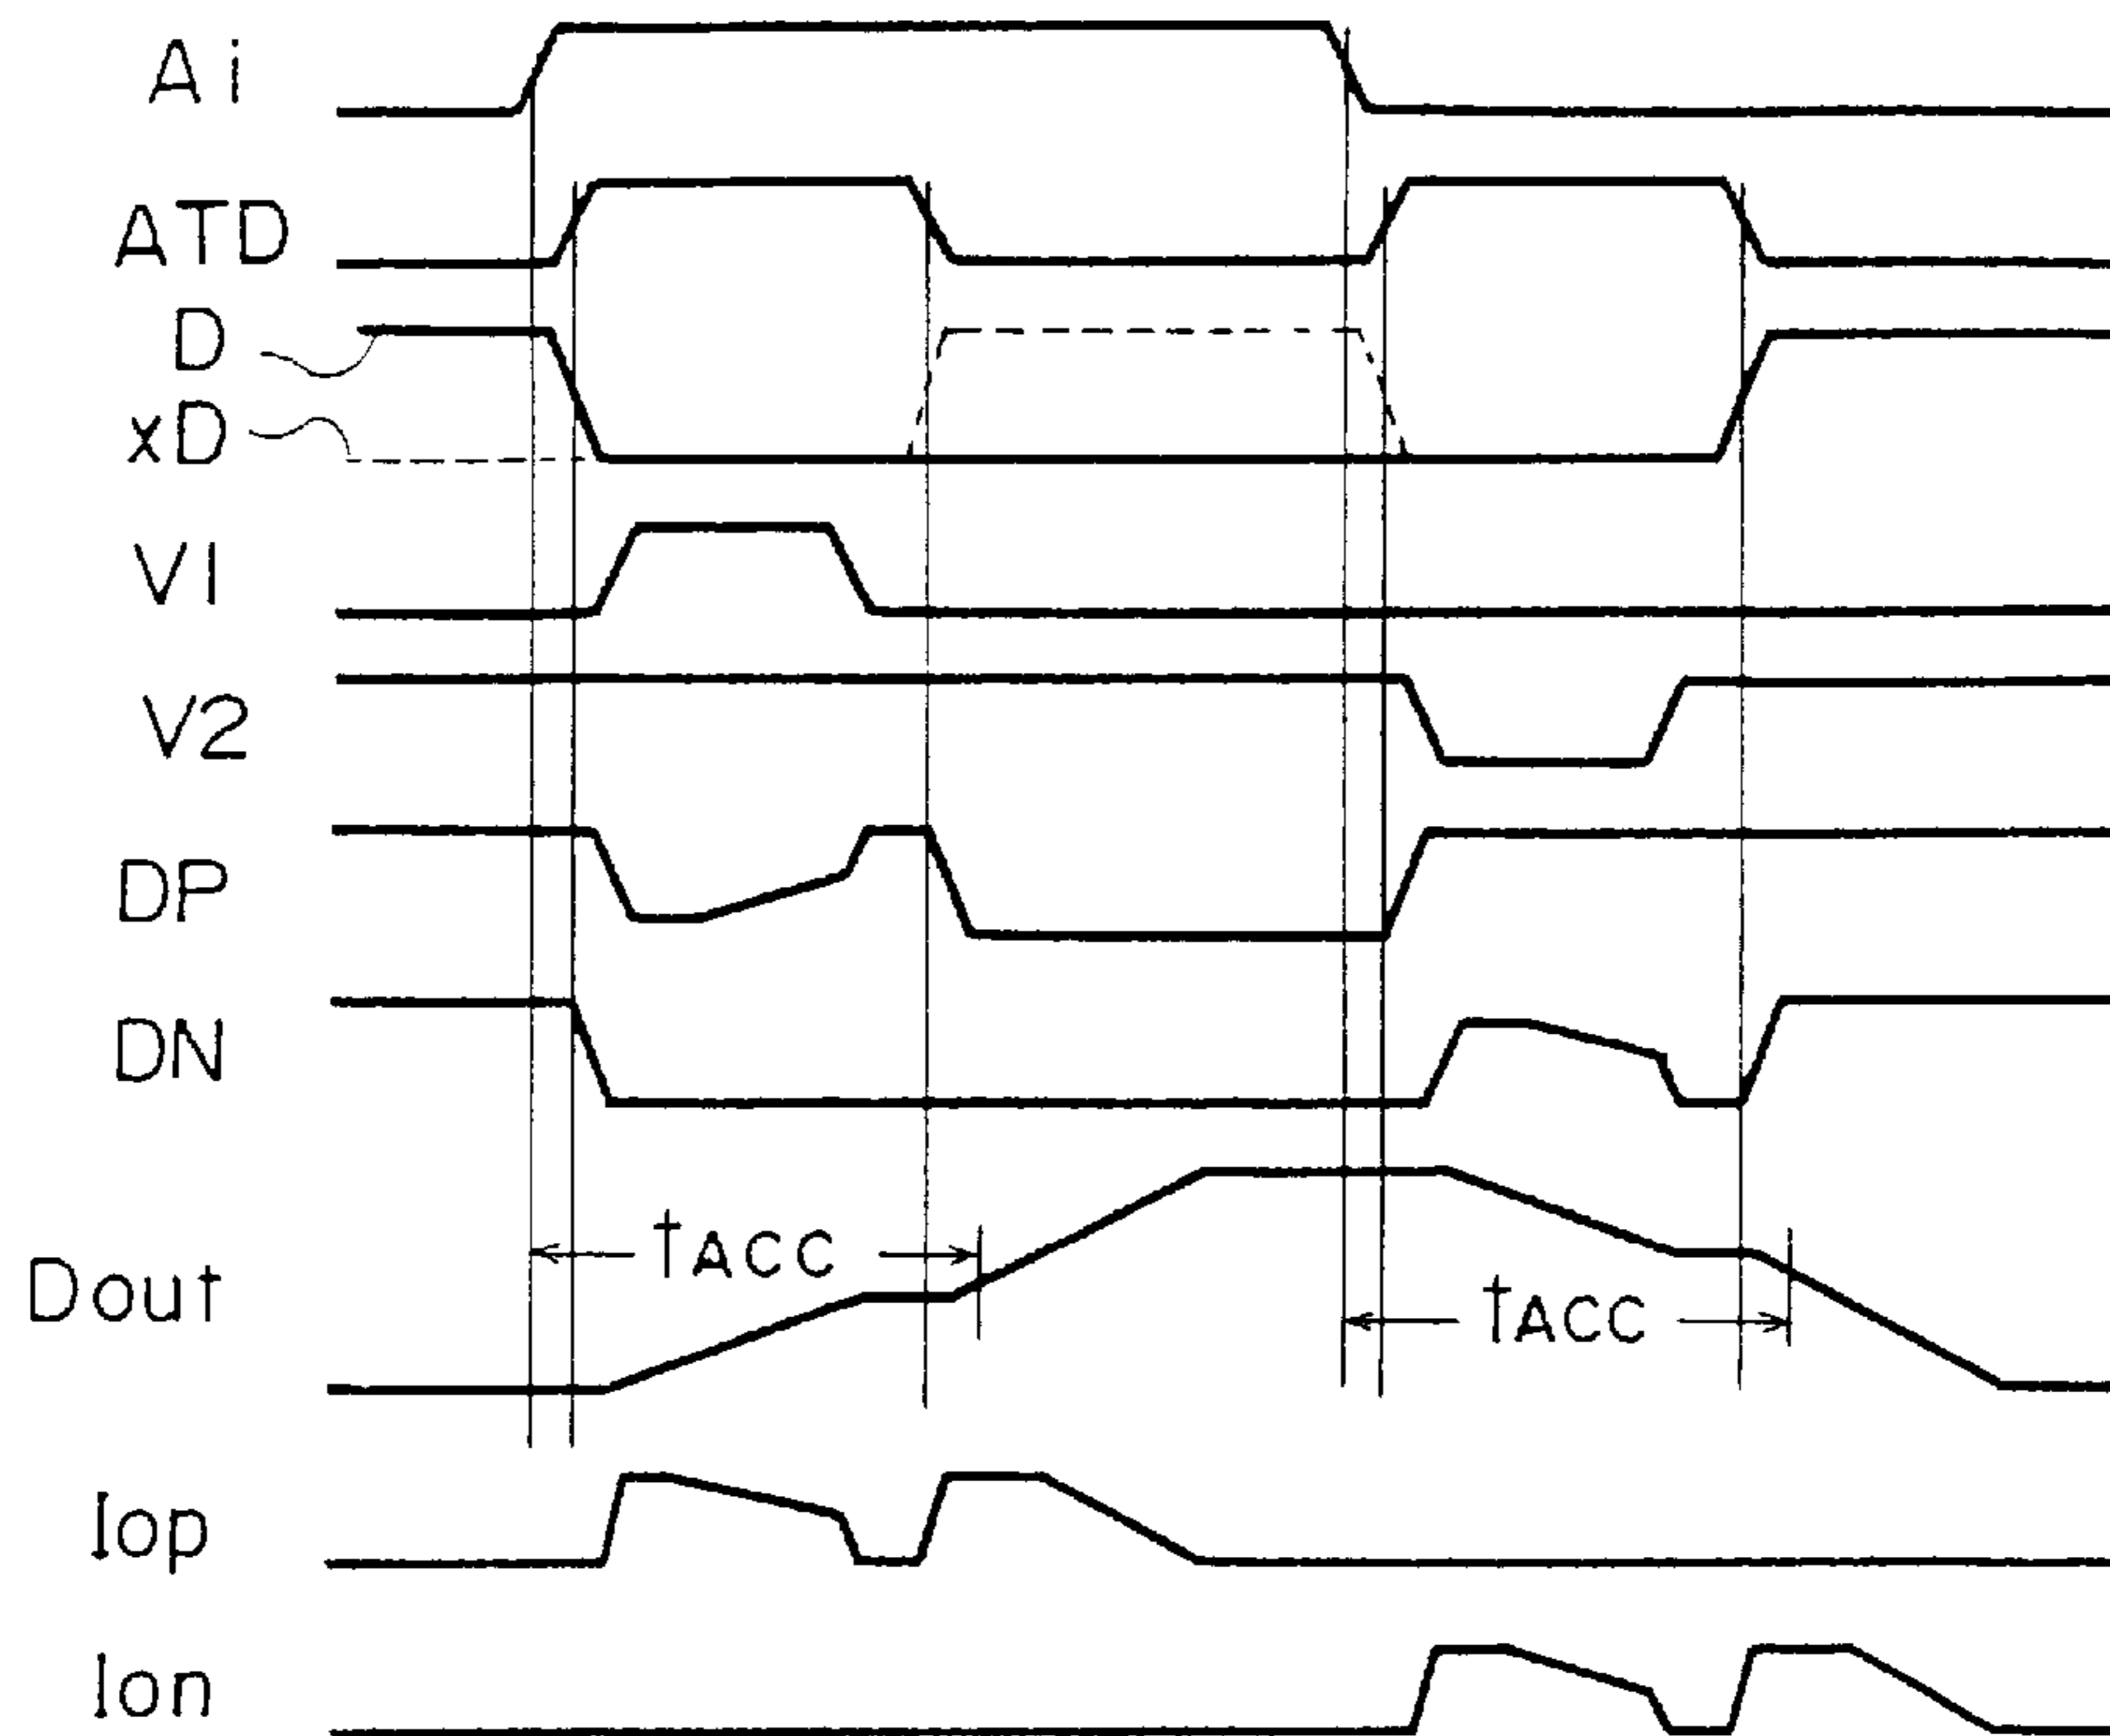 Ai
ATD
D
xD
V1
V2
DP
DN
Dout
tACC
tACC
Iop
Ion